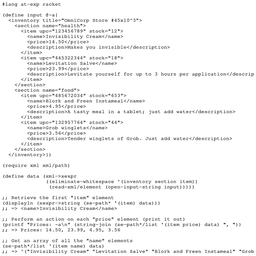 #lang at-exp racket
(define input @~a{
<inventory title="OmniCorp Store #45x10^3">
<section name="health">
<item upc="123456789" stock="12">
<name>Invisibility Cream</name>
<price>14.50</price>
<description>Makes you invisible</description>
</item>
<item upc="445322344" stock="18">
<name>Levitation Salve</name>
<price>23.99</price>
<description>Levitate yourself for up to 3 hours per application</descrip
</item>
</section>
<section name="food">
<item upc="485672034" stock="653">
<name>Blork and Freen Instameal</name>
<price>4.95</price>
<description>A tasty meal in a tablet; just add water</description>
</item>
<item upc="132957764" stock="44">
<name>Grob winglets</name>
<price>3.56</price>
<description>Tender winglets of Grob. Just add water</description>
</item>
</section>
</inventory>})
(require xml xml/path)
(define data (xml->xexpr
((eliminate-whitespace '(inventory section item))
(read-xml/element (open-input-string input)))))
;; Retrieve the first "item" element
(displayln (xexpr->string (se-path* '(item) data)))
;; => <name>Invisibility Cream</name>
;; Perform an action on each "price" element (print it out)
(printf "Prices: ~a\n" (string-join (se-path*/list '(item price) data) ", "))
;; => Prices: 14.50, 23.99, 4.95, 3.56
;; Get an array of all the "name" elements
(se-path*/list '(item name) data)
;; => '("Invisibility Cream" "Levitation Salve" "Blork and Freen Instameal" "Grob